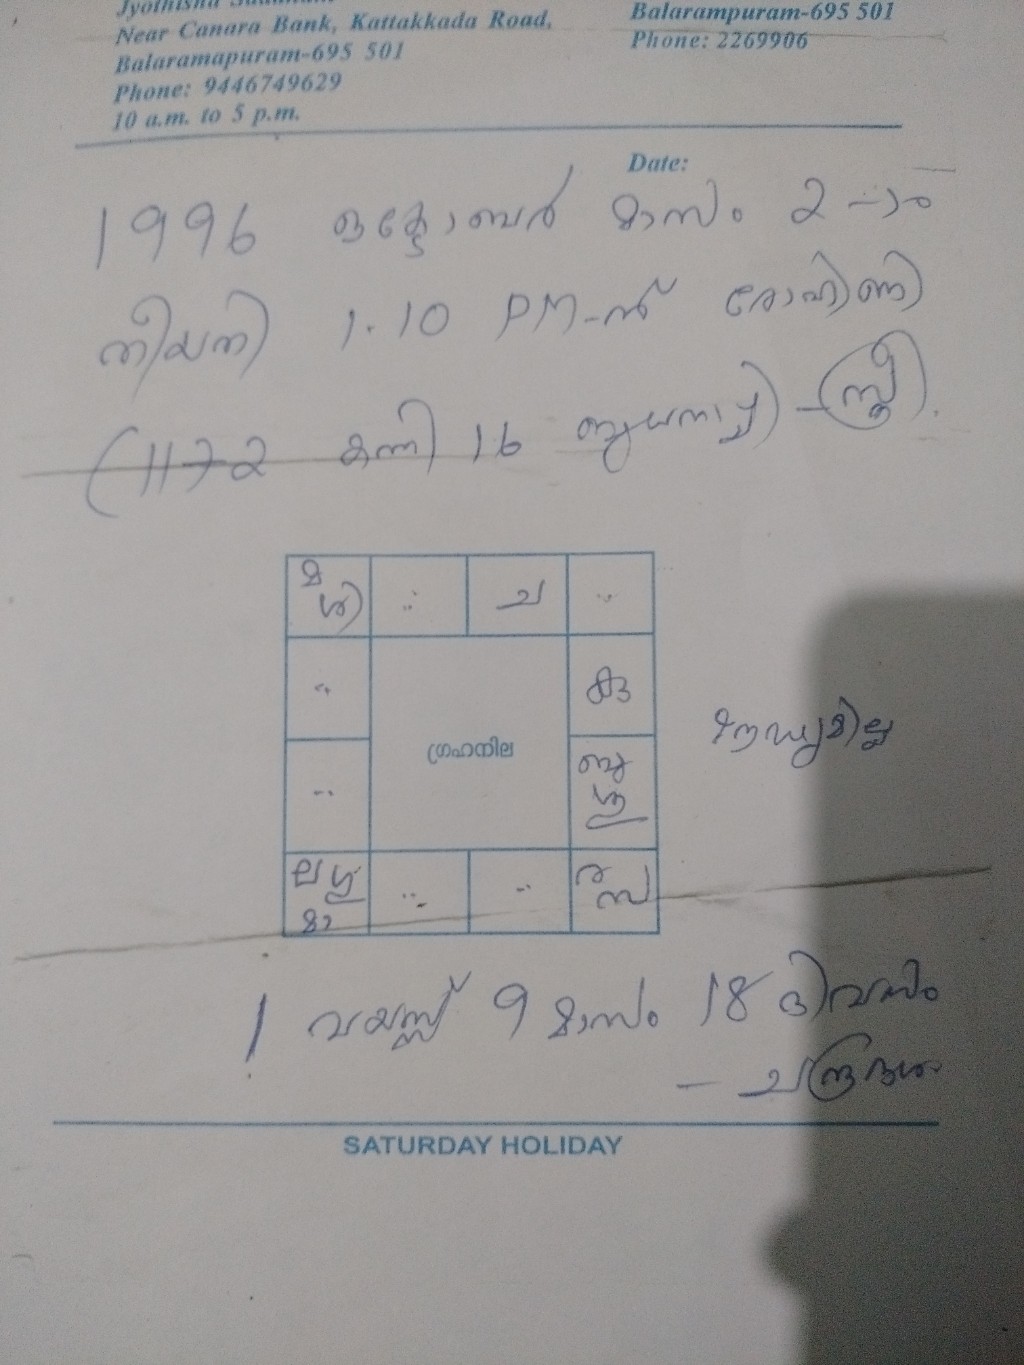 Jyothisha
Near Canara Bank, Kattakkada Road,
Balaramapuram-695 501
Phone: 9446749629
10 a.m. to 5 p.m.
Balarampuram-695 501
Phone: 2269906
Date:
1996 ഒക്ടോബർ മാസം 2-ാം
തീയതി 1.10 PM-ന് രോഹിണി
(1172 കന്നി 16 ബുധനാഴ്ച) - (സ്ത്രീ).
മ
ശി
ച
കു
ഗ്രഹനില
ബു
ശു
ല ഗു
മാ
ര
സ
1 വയസ്സ് 9 മാസം 18 ദിവസം
- ചന്ദ്രദശ
SATURDAY HOLIDAY